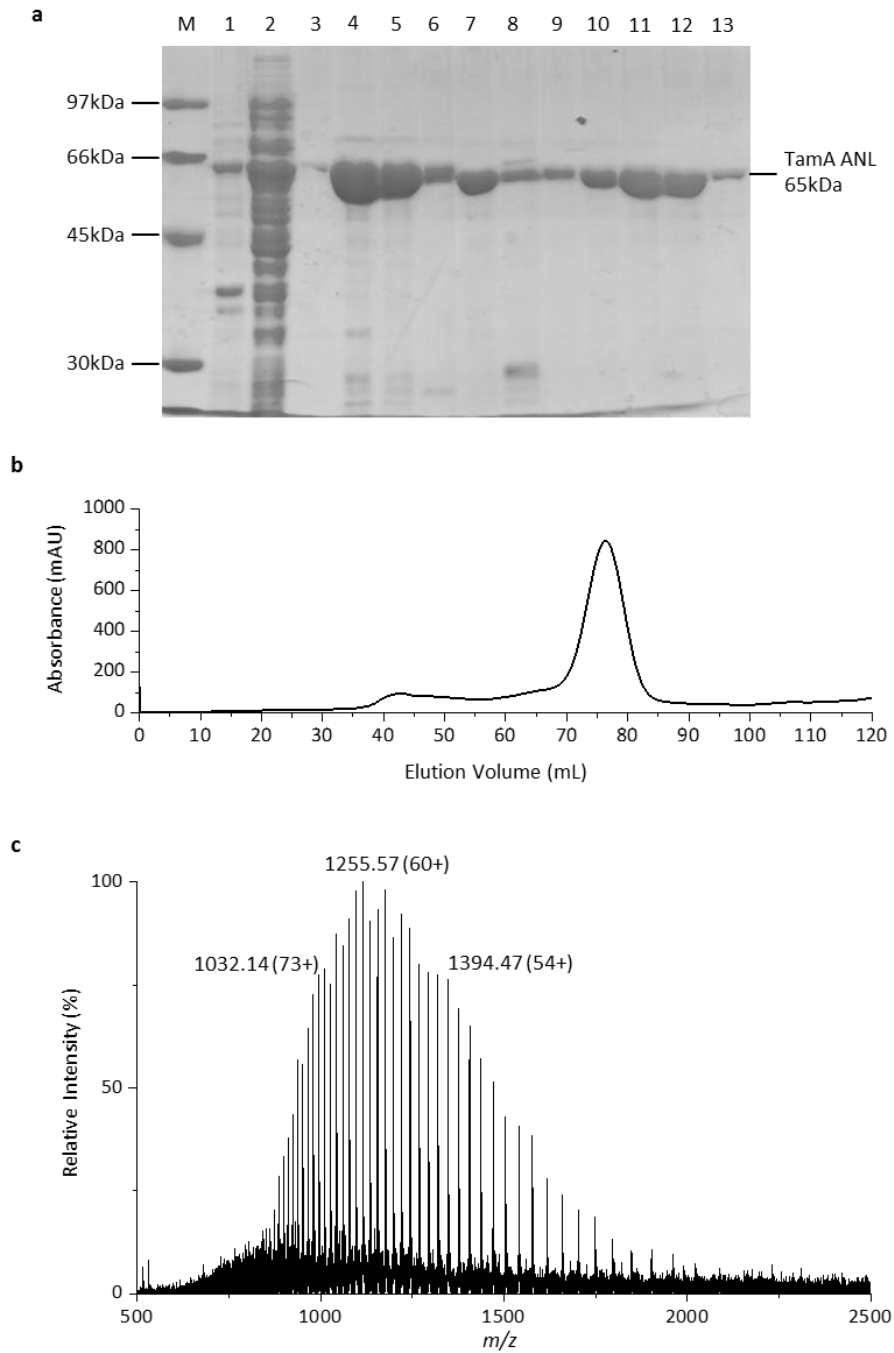 a
M 1 2 3 4 5 6 7 8 9 10 11 12 13
97kDa
66kDa
45kDa
30kDa
TamA ANL
65kDa
b
1000
800
600
400
200
0
Absorbance (mAU)
0 10 20 30 40 50 60 70 80 90 100 110 120
Elution Volume (mL)
c
1255.57 (60+)
1032.14 (73+)
1394.47 (54+)
100
50
0
Relative Intensity (%)
500 1000 1500 2000 2500
m/z